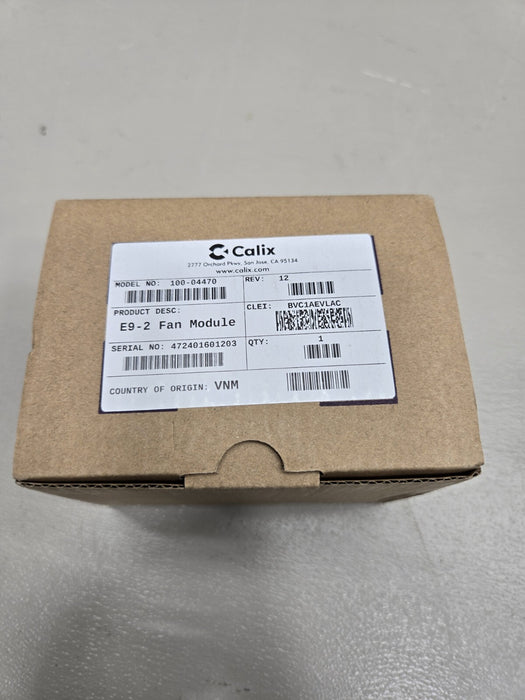 Calix
2777 Orchard Pkwy, San Jose, CA 95134
www.calix.com
MODEL NO: 100-04470
REV: 12
PRODUCT DESC:
E9-2 Fan Module
CLEI: BVC1AEVLAC
SERIAL NO: 472401601203
QTY: 1
COUNTRY OF ORIGIN: VNM